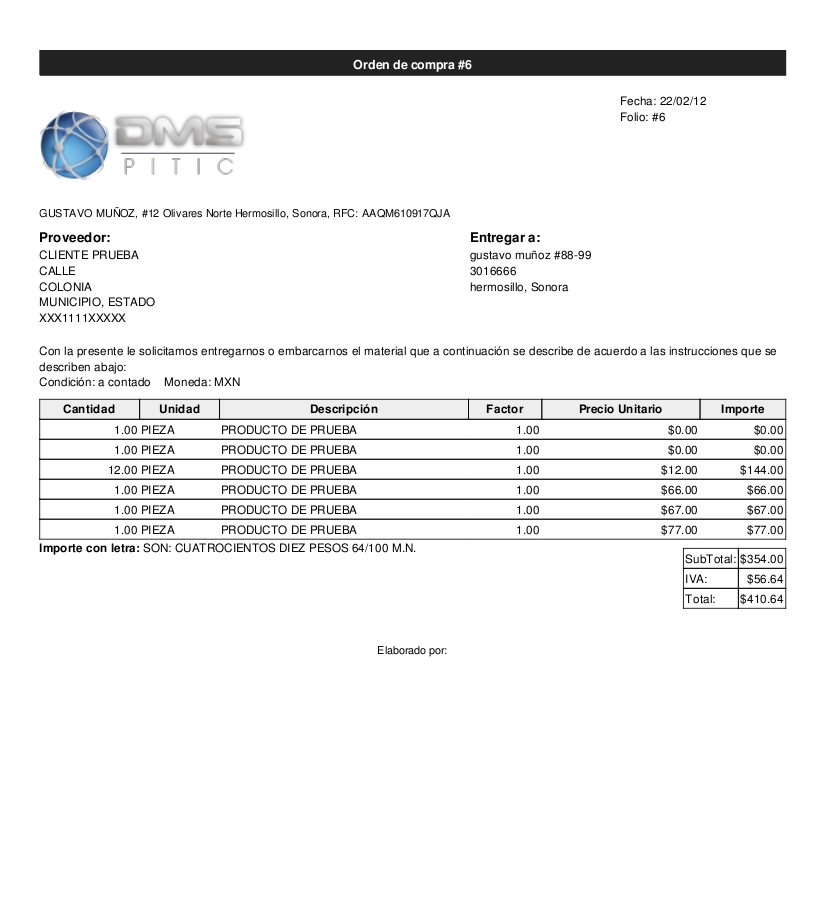 Orden de compra #6
Fecha: 22/02/12
Folio: #6
DMS
PITIC
GUSTAVO MUÑOZ, #12 Olivares Norte Hermosillo, Sonora, RFC: AAQM610917QJA
Proveedor: Entregar a:
CLIENTE PRUEBA gustavo muñoz #88-99
CALLE 3016666
COLONIA hermosillo, Sonora
MUNICIPIO, ESTADO
XXX1111XXXXX
Con la presente le solicitamos entregarnos o embarcarnos el material que a continuación se describe de acuerdo a las instrucciones que se
describen abajo:
Condición: a contado Moneda: MXN
Cantidad Unidad Descripción Factor Precio Unitario Importe
1.00 PIEZA PRODUCTO DE PRUEBA 1.00 $0.00 $0.00
1.00 PIEZA PRODUCTO DE PRUEBA 1.00 $0.00 $0.00
12.00 PIEZA PRODUCTO DE PRUEBA 1.00 $12.00 $144.00
1.00 PIEZA PRODUCTO DE PRUEBA 1.00 $66.00 $66.00
1.00 PIEZA PRODUCTO DE PRUEBA 1.00 $67.00 $67.00
1.00 PIEZA PRODUCTO DE PRUEBA 1.00 $77.00 $77.00
Importe con letra: SON: CUATROCIENTOS DIEZ PESOS 64/100 M.N.
SubTotal: $354.00
IVA: $56.64
Total: $410.64
Elaborado por: